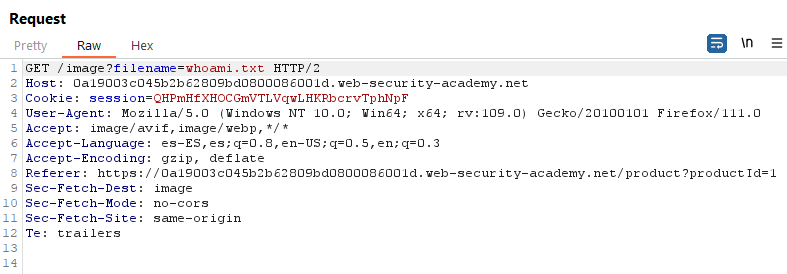 Request
Pretty Raw Hex
\n
1 GET /image?filename=whoami.txt HTTP/2
2 Host: 0a19003c045b2b62809bd0800086001d.web-security-academy.net
3 Cookie: session=QHPmHfXHOCGmVTLVqwLHKRbcrvTphNpF
4 User-Agent: Mozilla/5.0 (Windows NT 10.0; Win64; x64; rv:109.0) Gecko/20100101 Firefox/111.0
5 Accept: image/avif,image/webp,*/*
6 Accept-Language: es-ES,es;q=0.8,en-US;q=0.5,en;q=0.3
7 Accept-Encoding: gzip, deflate
8 Referer: https://0a19003c045b2b62809bd0800086001d.web-security-academy.net/product?productId=1
9 Sec-Fetch-Dest: image
10 Sec-Fetch-Mode: no-cors
11 Sec-Fetch-Site: same-origin
12 Te: trailers
13
14